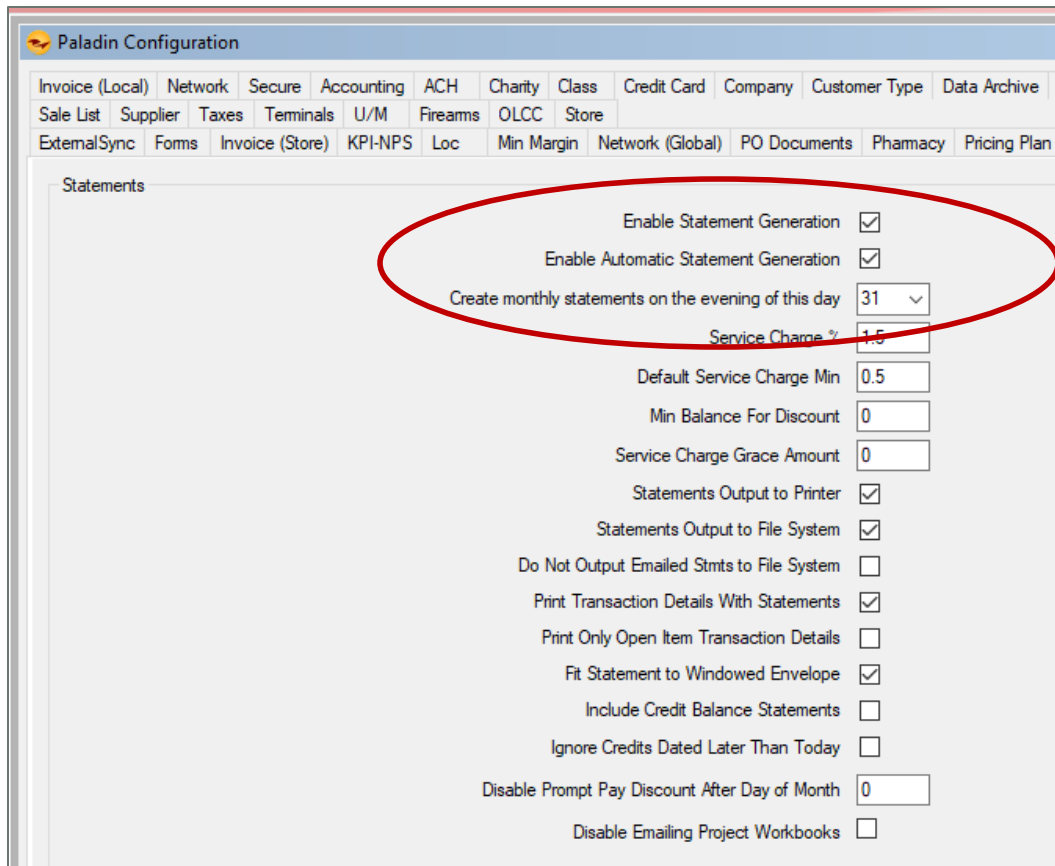 Paladin Configuration
Invoice (Local) Network Secure Accounting ACH Charity Class Credit Card Company Customer Type Data Archive
Sale List Supplier Taxes Terminals U/M Firearms OLCC Store
ExternalSync Forms Invoice (Store) KPI-NPS Loc Min Margin Network (Global) PO Documents Pharmacy Pricing Plan
Statements
Enable Statement Generation
Enable Automatic Statement Generation
Create monthly statements on the evening of this day 31
Service Charge % 1.5
Default Service Charge Min 0.5
Min Balance For Discount 0
Service Charge Grace Amount 0
Statements Output to Printer
Statements Output to File System
Do Not Output Emailed Stmts to File System
Print Transaction Details With Statements
Print Only Open Item Transaction Details
Fit Statement to Windowed Envelope
Include Credit Balance Statements
Ignore Credits Dated Later Than Today
Disable Prompt Pay Discount After Day of Month 0
Disable Emailing Project Workbooks